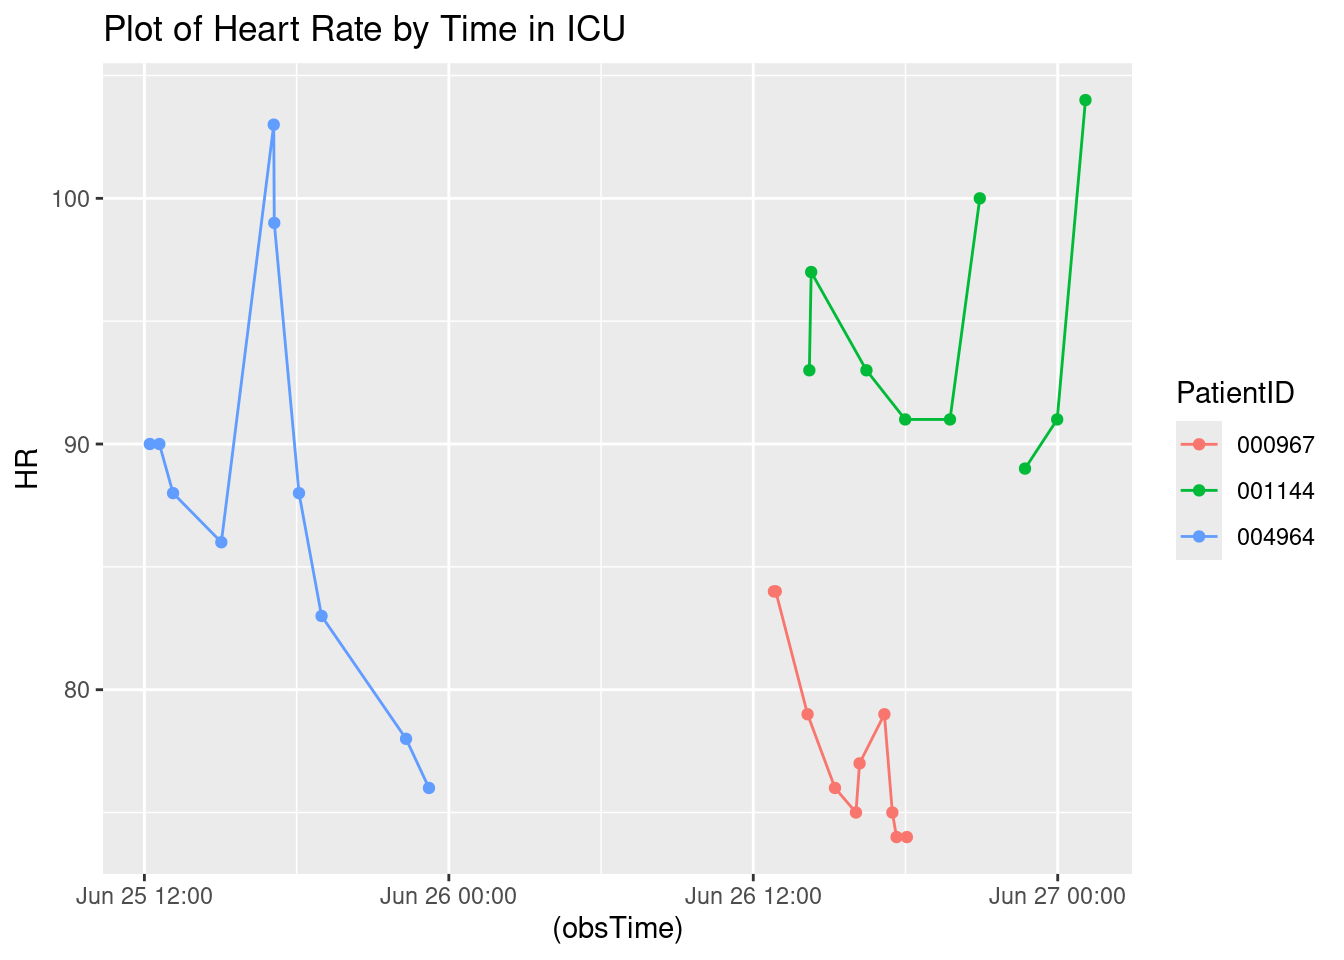 Plot of Heart Rate by Time in ICU
HR
100
90
80
Jun 25 12:00
Jun 26 00:00
Jun 26 12:00
Jun 27 00:00
(obsTime)
PatientID
000967
001144
004964